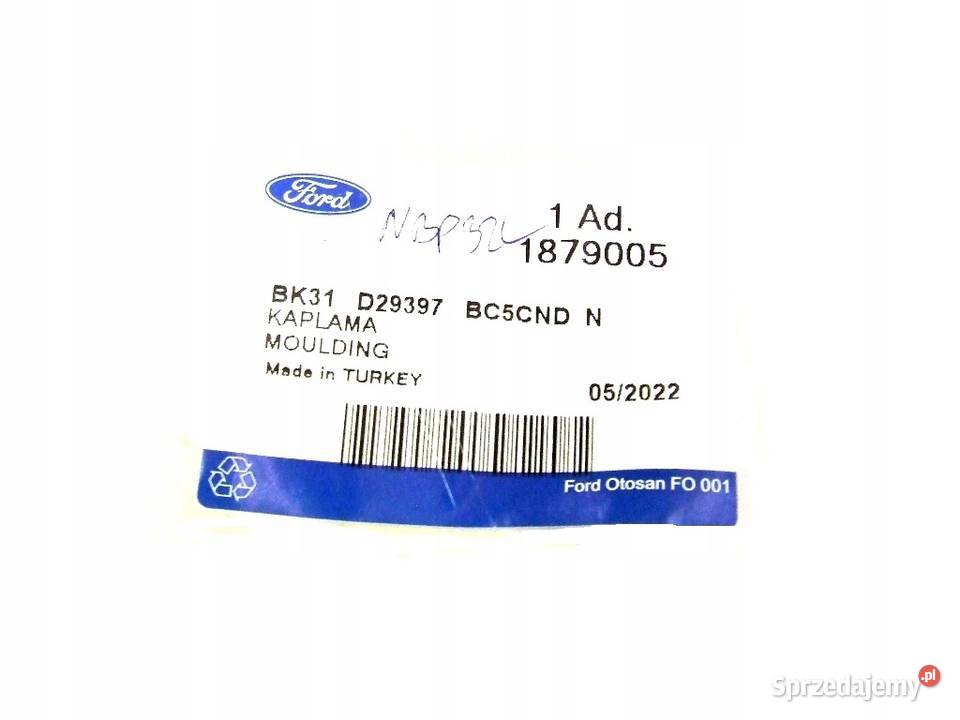 Ford
1 Ad.
1879005
BK31 D29397 BC5CND N
KAPLAMA
MOULDING
Made in TURKEY
05/2022
Ford Otosan FO 001
Sprzedajemy.pl